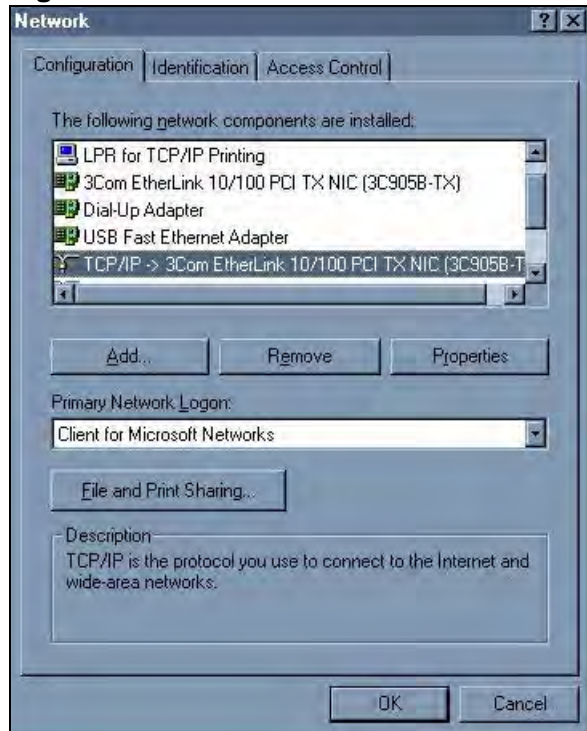 Network
Configuration Identification Access Control
The following network components are installed:
LPR for TCP/IP Printing
3Com EtherLink 10/100 PCI TX NIC (3C905B-TX)
Dial-Up Adapter
USB Fast Ethernet Adapter
TCP/IP -> 3Com EtherLink 10/100 PCI TX NIC (3C905B-T
Add... Remove Properties
Primary Network Logon:
Client for Microsoft Networks
File and Print Sharing...
Description
TCP/IP is the protocol you use to connect to the Internet and
wide-area networks.
OK Cancel